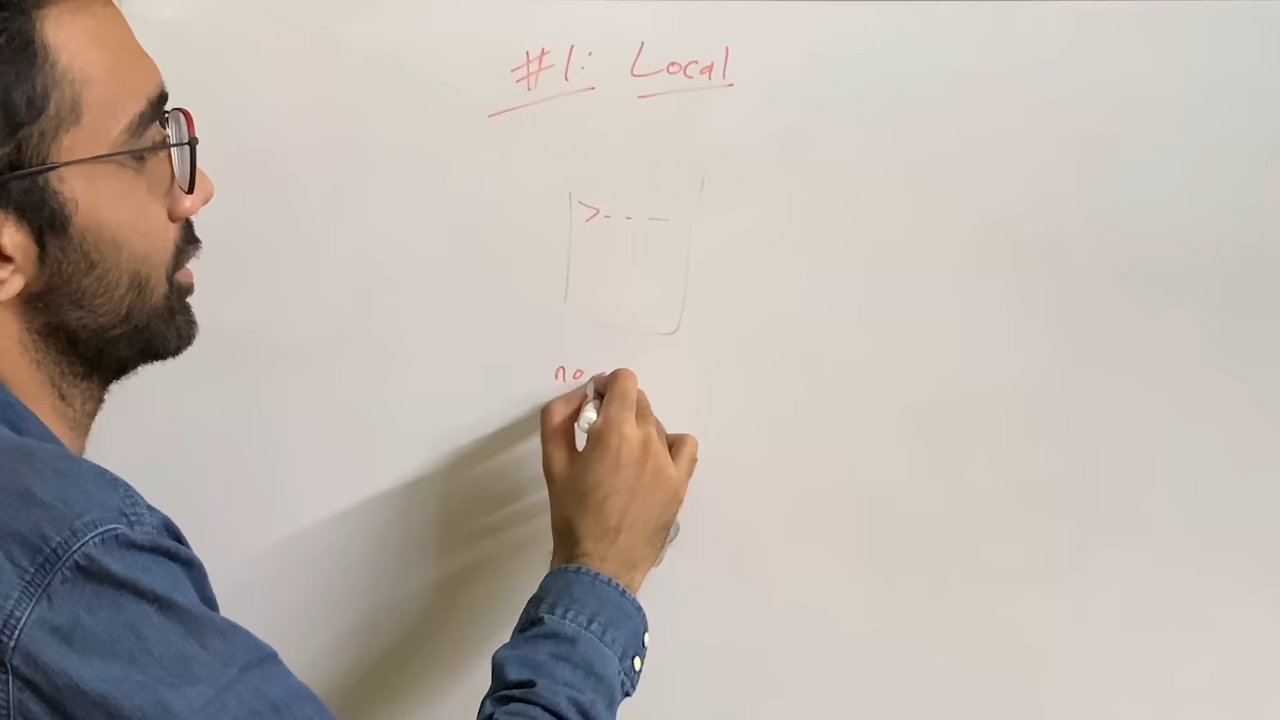 #1: Local
>. . . _
no